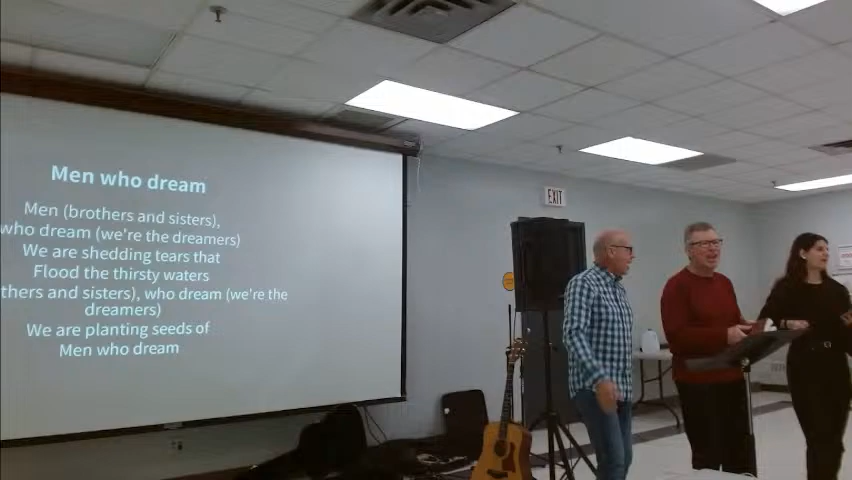 Men who dream
Men (brothers and sisters),
who dream (we're the dreamers)
We are shedding tears that
Flood the thirsty waters
thers and sisters), who dream (we're the
dreamers)
We are planting seeds of
Men who dream
EXIT